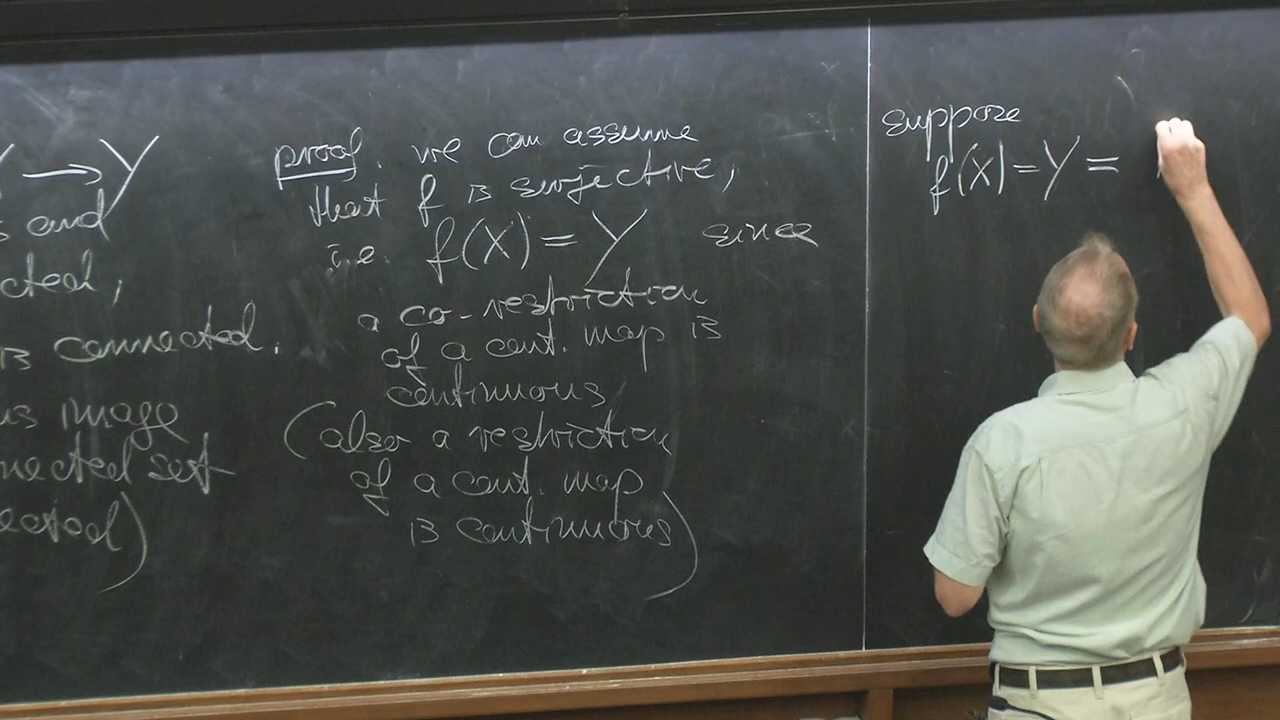 → Y
and
cted,
is connected.
us image
nected set
ected)
proof. we can assume
that f is surjective,
i.e. f(X) = Y since
a co-restriction
of a cont. map is
continuous
(also a restriction
of a cont. map
is continuous)
suppose
f(X) = Y =